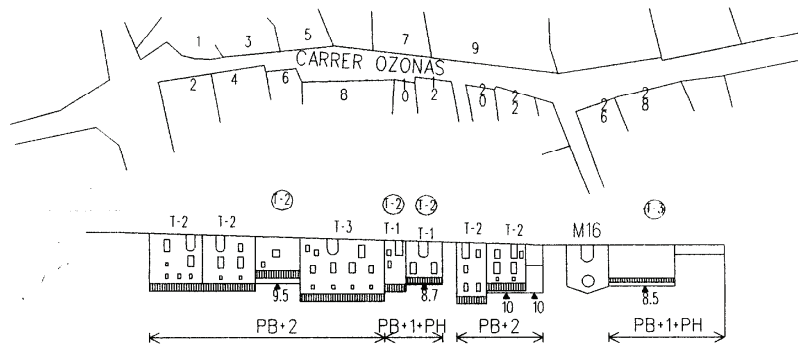 1 3 5 7 9
CARRER OZONAS
2 4 6 8 10 2 20 22 26 28
T-2 T-2 T-3
T-2 T-2 T-3 T-1 T-1 T-2 T-2 M16
9.5 8.7 10 10 8.5
PB+2 PB+1+PH PB+2 PB+1+PH